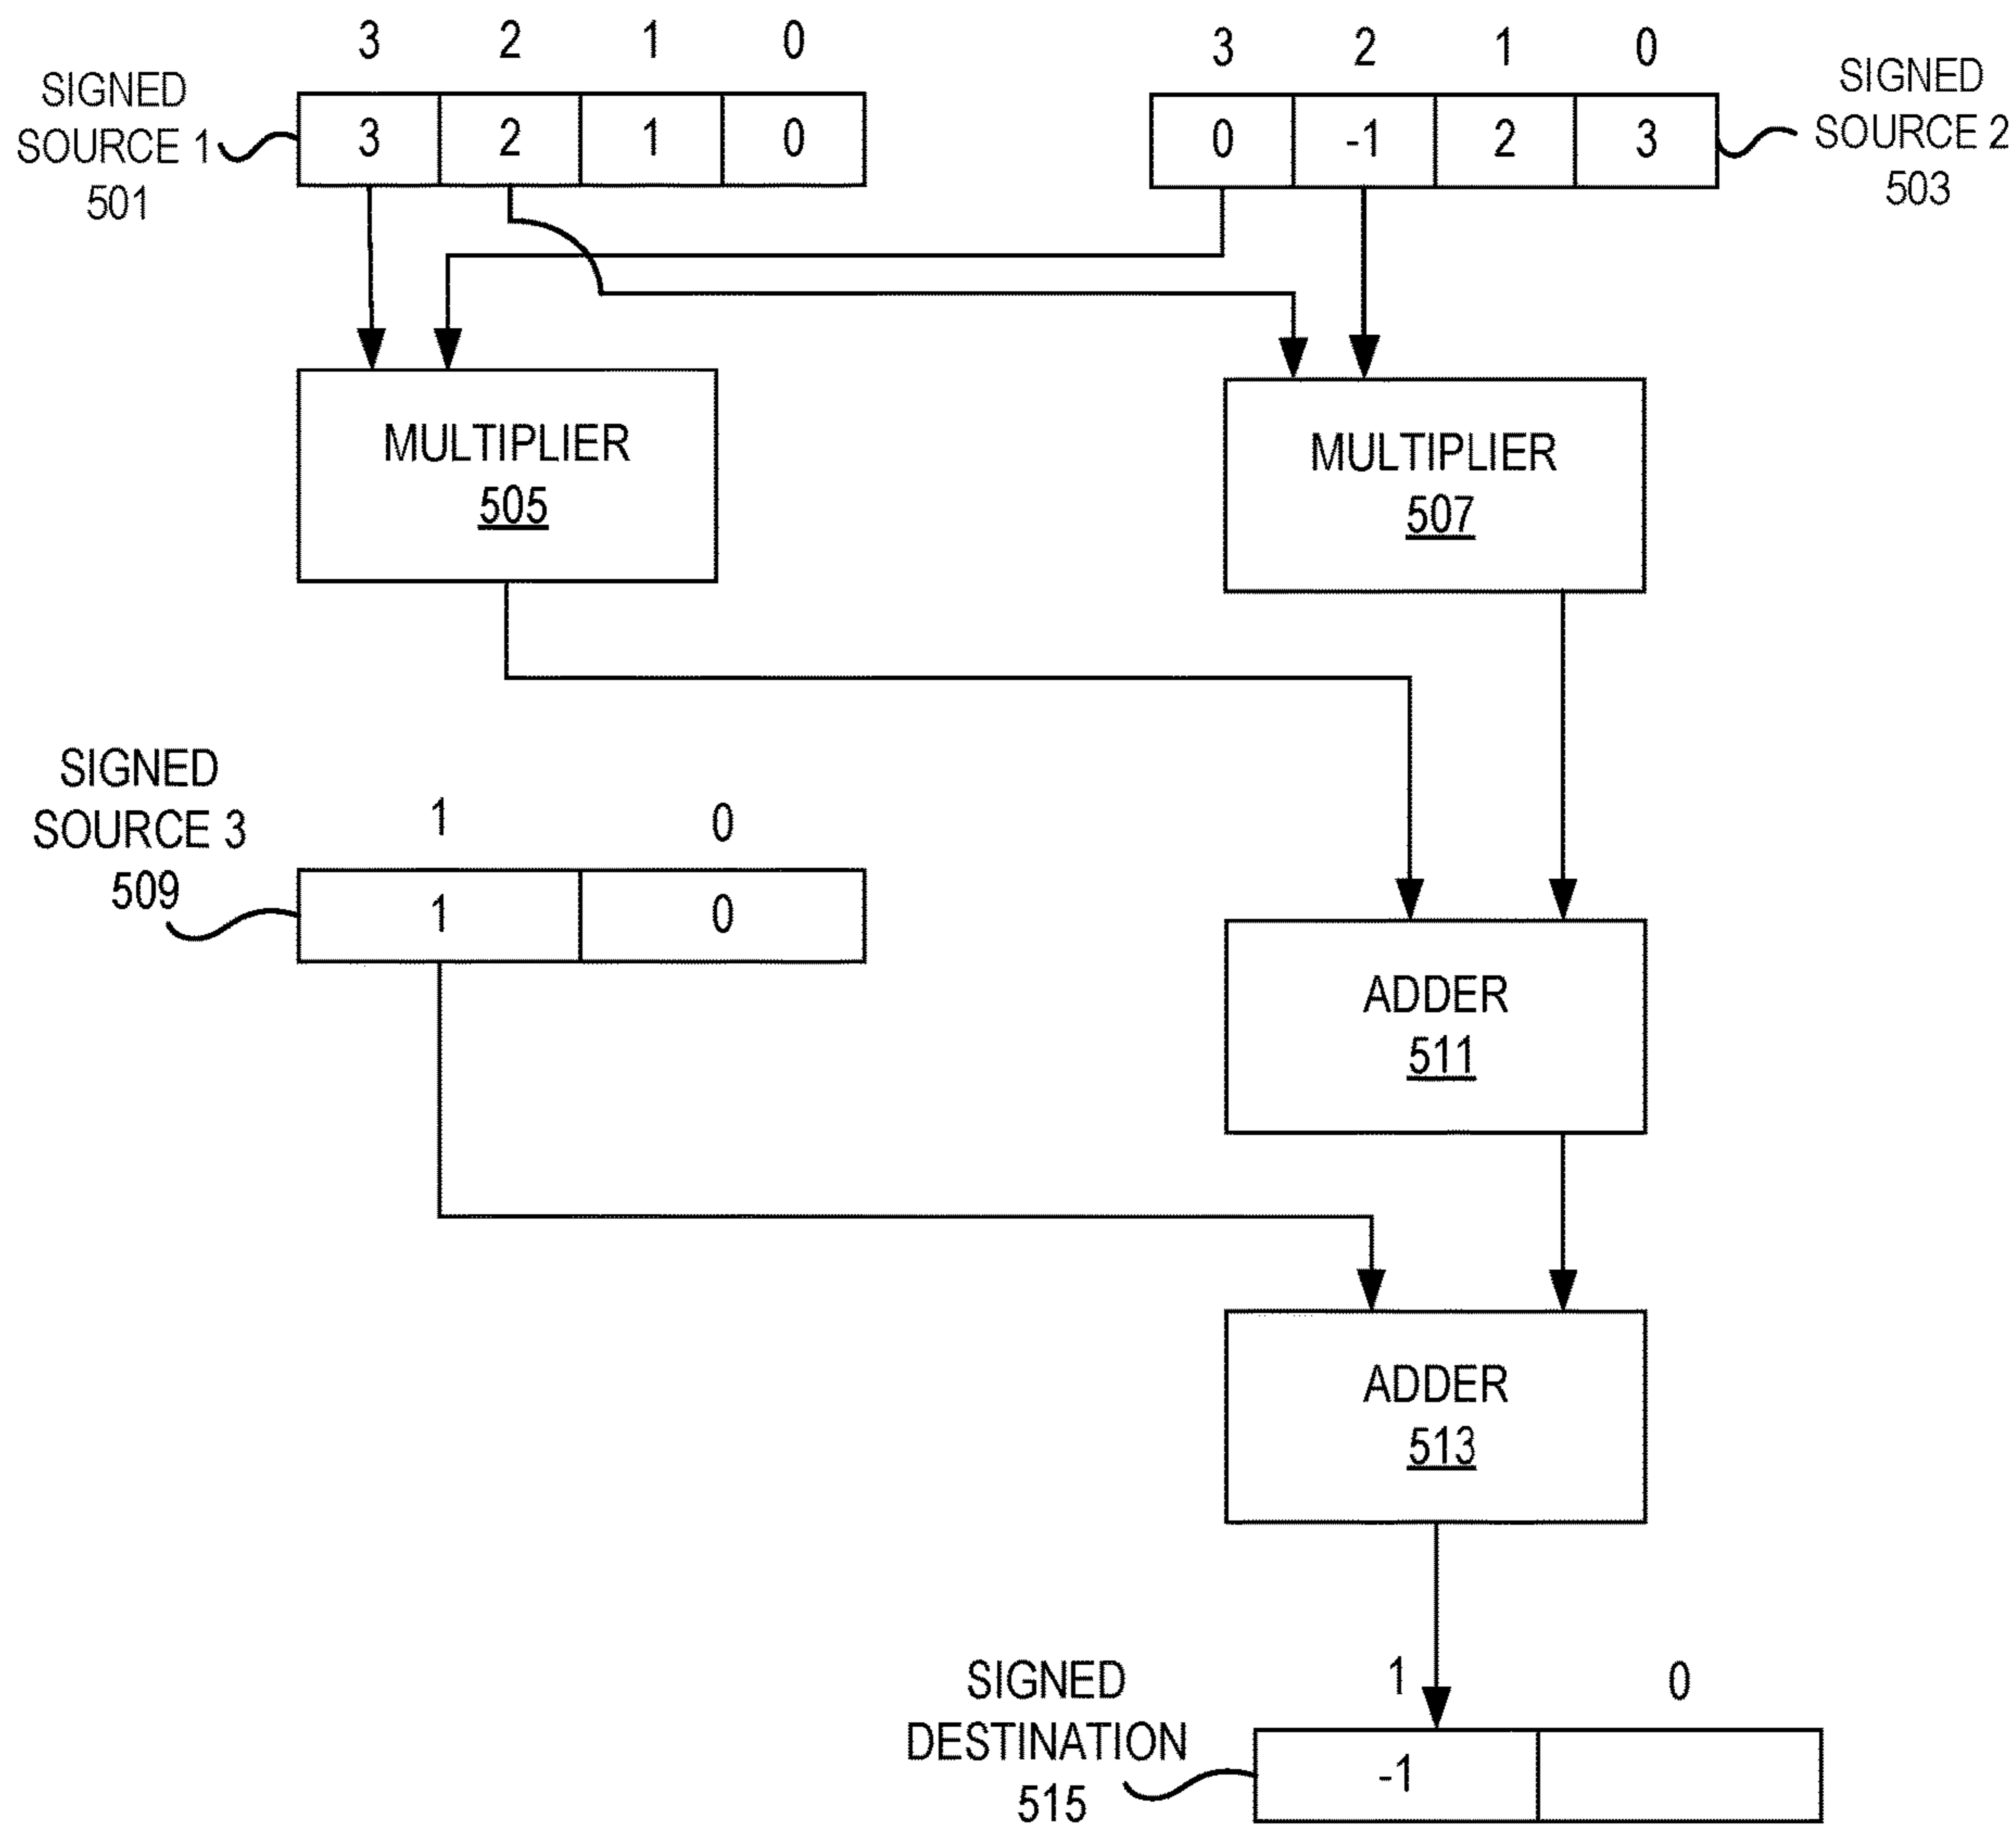 3 2 1 0
3 2 1 0
SIGNED
SOURCE 1
501
3 2 1 0
0 -1 2 3
SIGNED
SOURCE 2
503
MULTIPLIER
505
MULTIPLIER
507
SIGNED
SOURCE 3
509
1 0
1 0
ADDER
511
ADDER
513
SIGNED
DESTINATION
515
1 0
-1